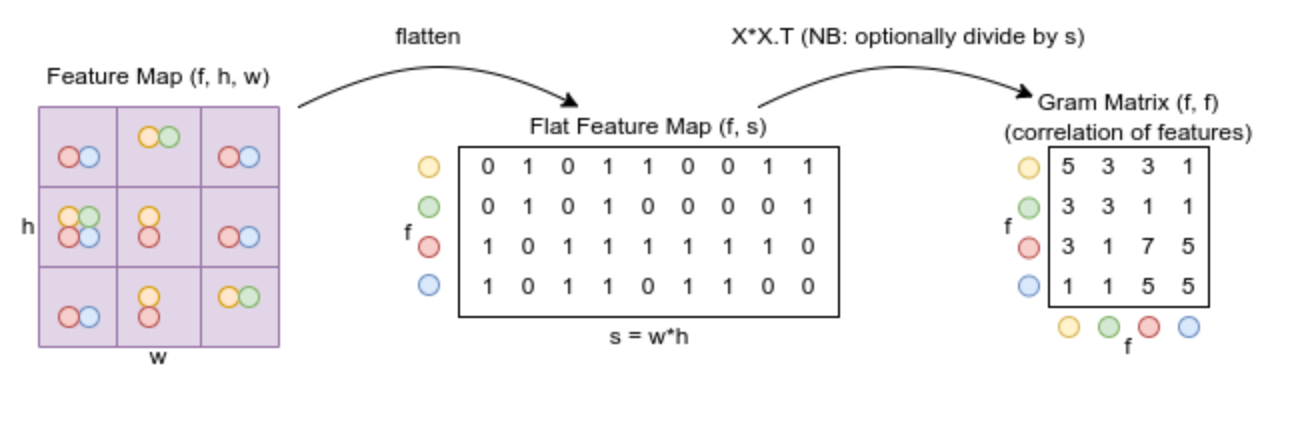 flatten
X*X.T (NB: optionally divide by s)
Feature Map (f, h, w)
h
w
Flat Feature Map (f, s)
f
0 1 0 1 1 0 0 1 1
0 1 0 1 0 0 0 0 1
1 0 1 1 1 1 1 1 0
1 0 1 1 0 1 1 0 0
s = w*h
Gram Matrix (f, f)
(correlation of features)
f
5 3 3 1
3 3 1 1
3 1 7 5
1 1 5 5
f